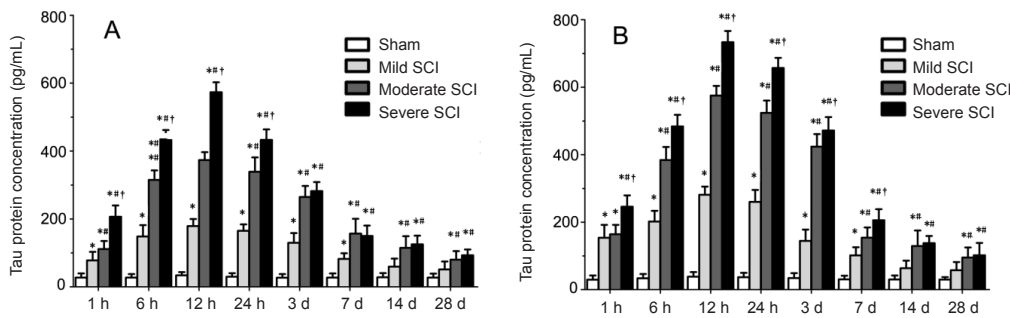 A
Tau protein concentration (pg/mL)
800
600
400
200
0
Sham
Mild SCI
Moderate SCI
Severe SCI
*
*#
*#†
*
*#
*#
*#†
*
*#†
*
*#
*#†
*
*#
*#
*
*#
*#
*#
*#
*#
*#
1 h
6 h
12 h
24 h
3 d
7 d
14 d
28 d
B
Tau protein concentration (pg/mL)
800
600
400
200
0
Sham
Mild SCI
Moderate SCI
Severe SCI
*
*
*#†
*
*#
*#†
*
*#
*#†
*
*#
*#†
*
*#
*#†
*
*#
*#†
*#
*#
*#
*#
1 h
6 h
12 h
24 h
3 d
7 d
14 d
28 d